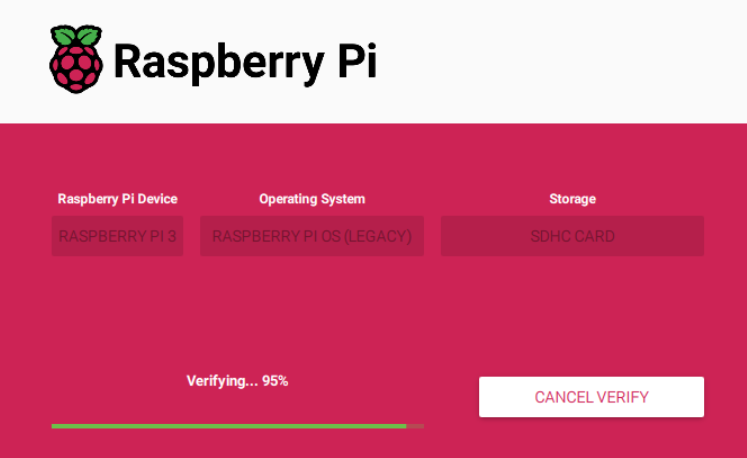 Raspberry Pi
Raspberry Pi Device
Operating System
Storage
RASPBERRY PI 3
RASPBERRY PI OS (LEGACY)
SDHC CARD
Verifying... 95%
CANCEL VERIFY